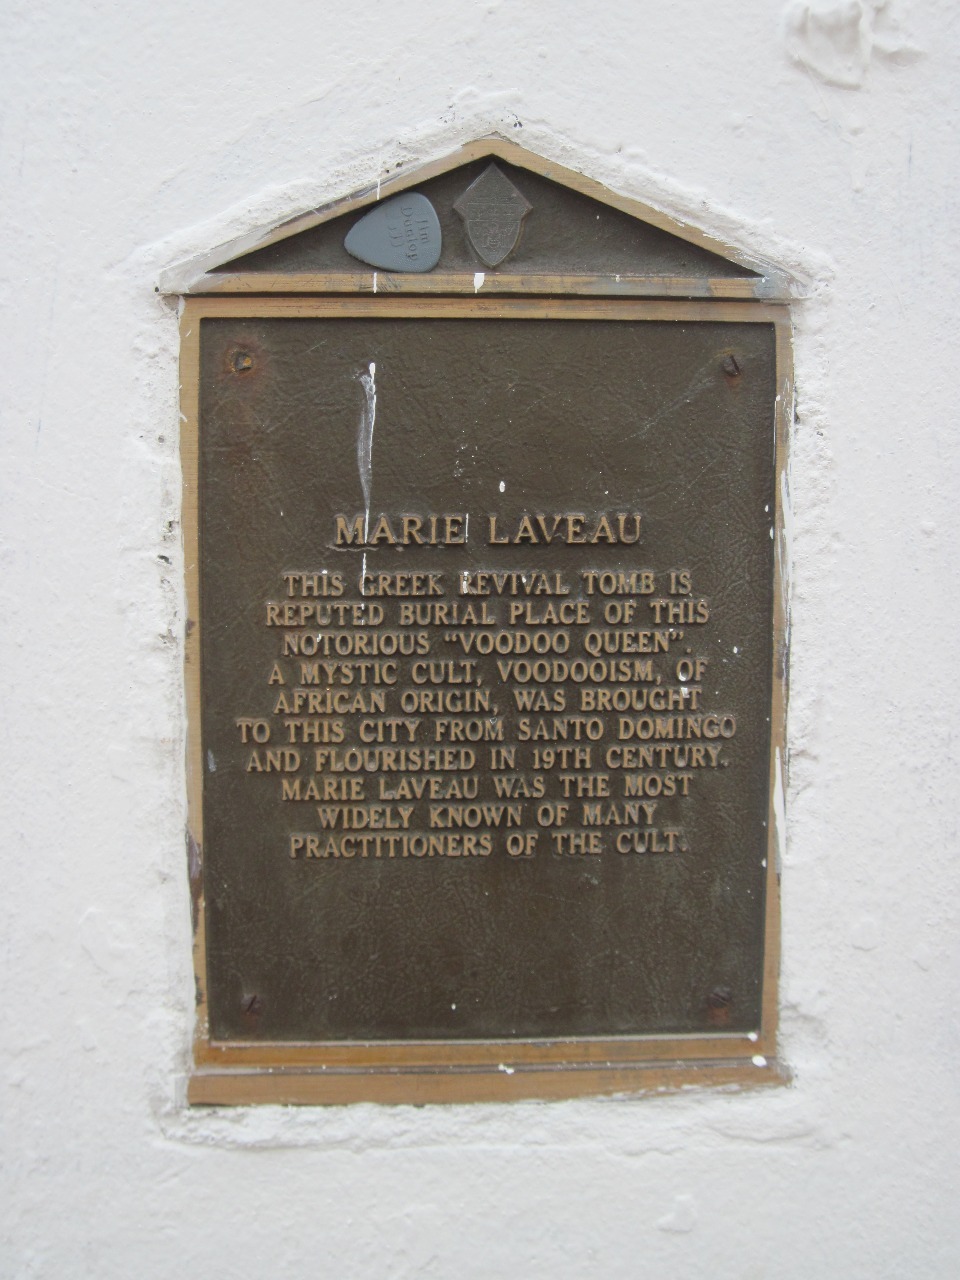 Jim
Dunlop
MARIE LAVEAU
THIS GREEK REVIVAL TOMB IS
REPUTED BURIAL PLACE OF THIS
NOTORIOUS "VOODOO QUEEN".
A MYSTIC CULT, VOODOOISM, OF
AFRICAN ORIGIN, WAS BROUGHT
TO THIS CITY FROM SANTO DOMINGO
AND FLOURISHED IN 19TH CENTURY.
MARIE LAVEAU WAS THE MOST
WIDELY KNOWN OF MANY
PRACTITIONERS OF THE CULT.